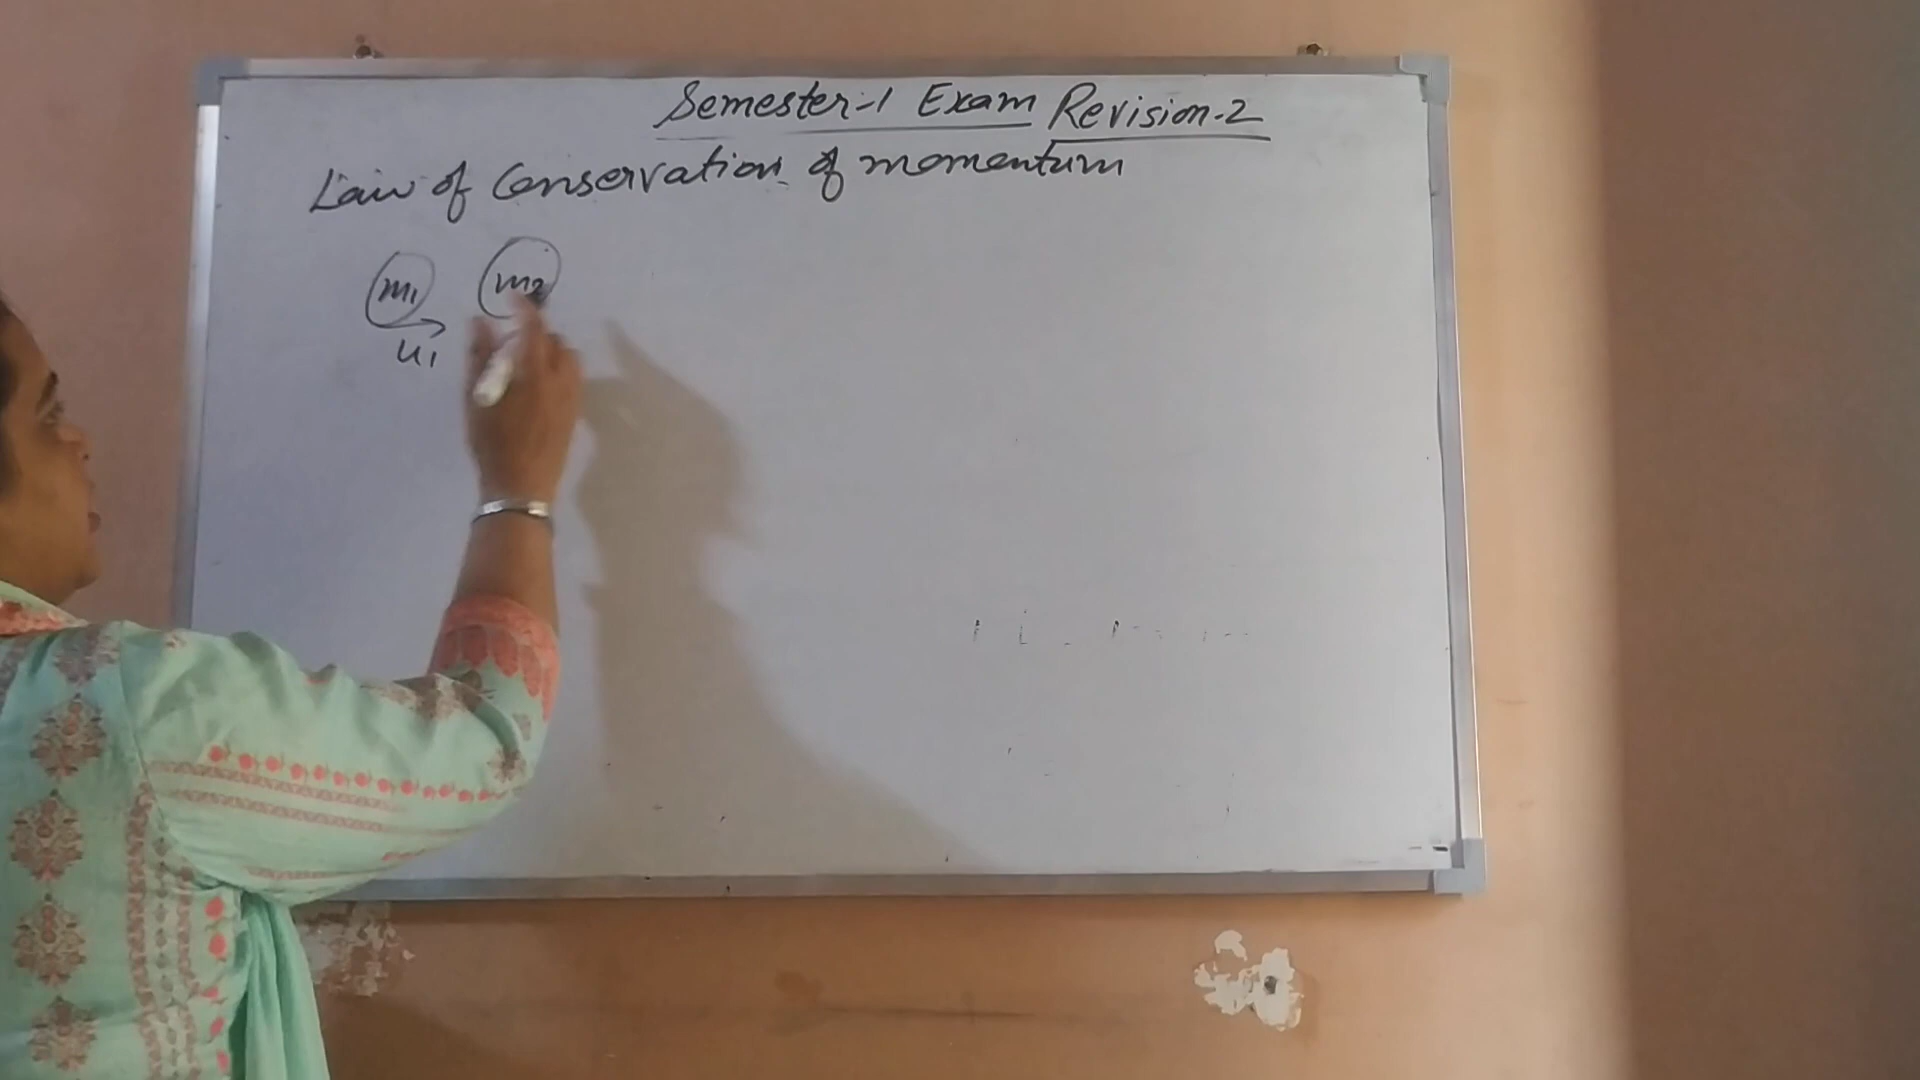 Semester-1 Exam Revision-2
Law of Conservation of momentum
m1 m2
u1